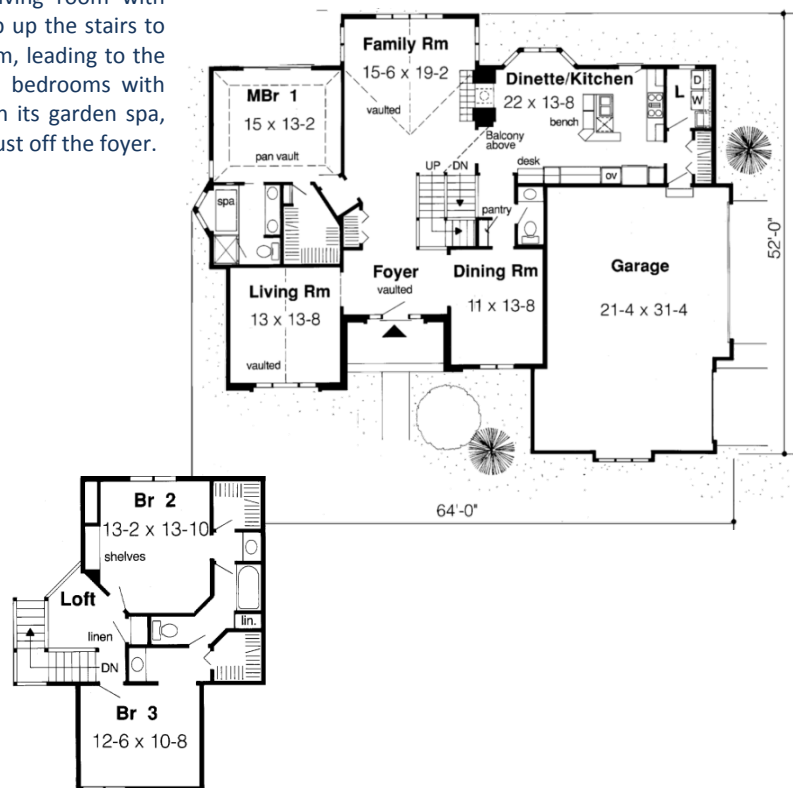 ving room with
up the stairs to
m, leading to the
bedrooms with
its garden spa,
ust off the foyer.
Family Rm
15-6 x 19-2
vaulted
MBr 1
15 x 13-2
pan vault
Dinette/Kitchen
22 x 13-8
bench
L
D
W
Balcony
above
UP
DN
desk
ov
spa
pantry
Living Rm
13 x 13-8
vaulted
Foyer
vaulted
Dining Rm
11 x 13-8
Garage
21-4 x 31-4
52'-0"
64'-0"
Br 2
13-2 x 13-10
shelves
Loft
linen
lin.
DN
Br 3
12-6 x 10-8